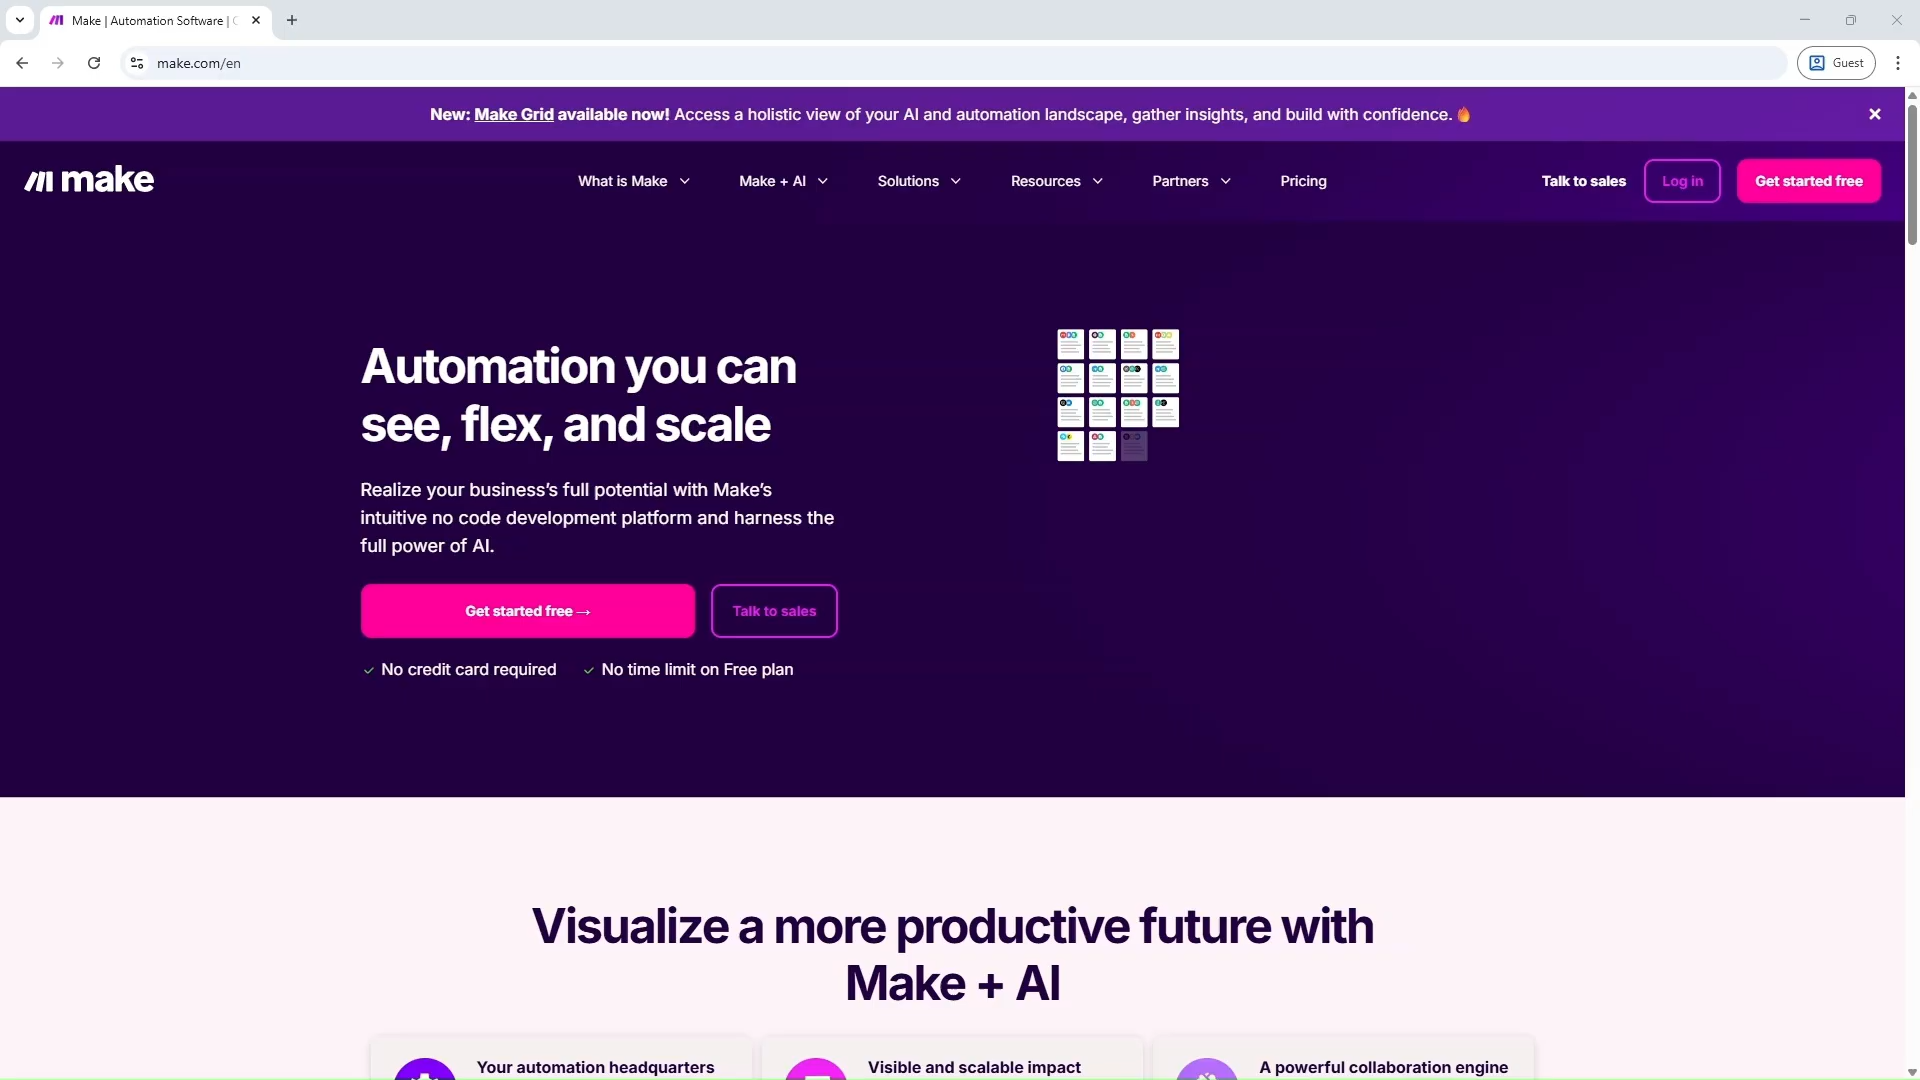 Make | Automation Software |
make.com/en
Guest
New: Make Grid available now! Access a holistic view of your AI and automation landscape, gather insights, and build with confidence. 🔥
make
What is Make
Make + AI
Solutions
Resources
Partners
Pricing
Talk to sales
Log in
Get started free
Automation you can
see, flex, and scale
Realize your business’s full potential with Make’s
intuitive no code development platform and harness the
full power of AI.
Get started free →
Talk to sales
No credit card required
No time limit on Free plan
Visualize a more productive future with
Make + AI
Your automation headquarters
Visible and scalable impact
A powerful collaboration engine